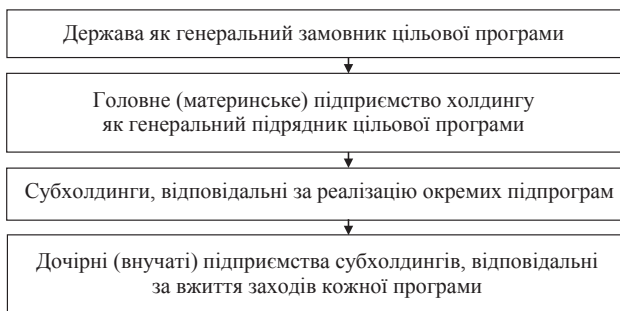 Держава як генеральний замовник цільової програми
Головне (материнське) підприємство холдингу
як генеральний підрядник цільової програми
Субхолдинги, відповідальні за реалізацію окремих підпрограм
Дочірні (внучаті) підприємства субхолдингів, відповідальні
за вжиття заходів кожної програми